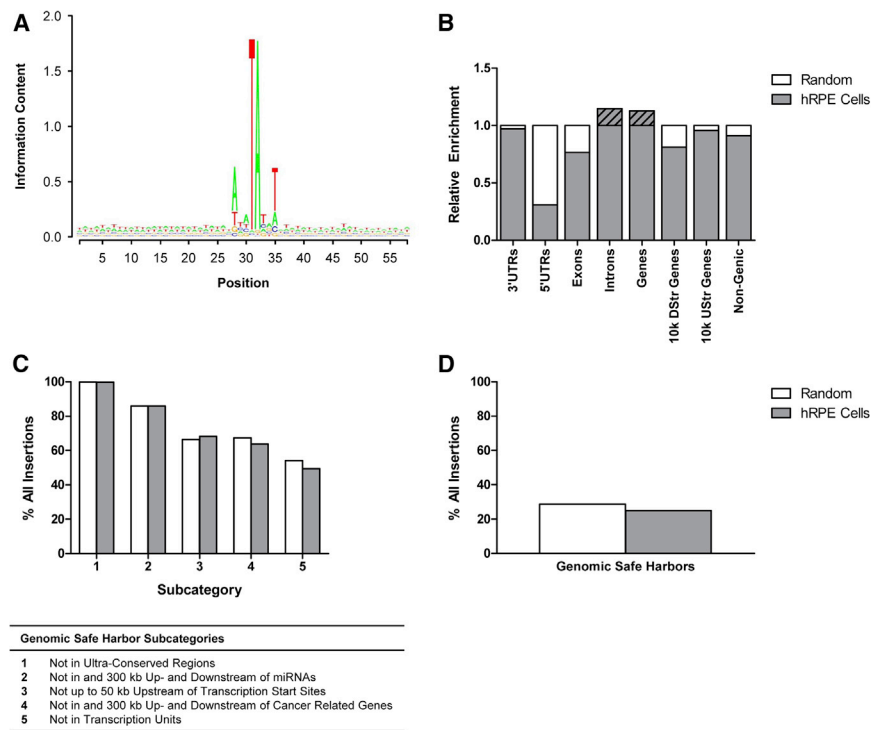 A
2.0
1.5
1.0
0.5
0.0
Information Content
5 10 15 20 25 30 35 40 45 50 55
Position
B
1.5
1.0
0.5
0.0
Relative Enrichment
3'UTRs
5'UTRs
Exons
Introns
Genes
10k DStr Genes
10k UStr Genes
Non-Genic
Random
hRPE Cells
C
100
80
60
40
20
0
% All Insertions
1 2 3 4 5
Subcategory
D
100
80
60
40
20
0
% All Insertions
Genomic Safe Harbors
Random
hRPE Cells
Genomic Safe Harbor Subcategories
1 Not in Ultra-Conserved Regions
2 Not in and 300 kb Up- and Downstream of miRNAs
3 Not up to 50 kb Upstream of Transcription Start Sites
4 Not in and 300 kb Up- and Downstream of Cancer Related Genes
5 Not in Transcription Units